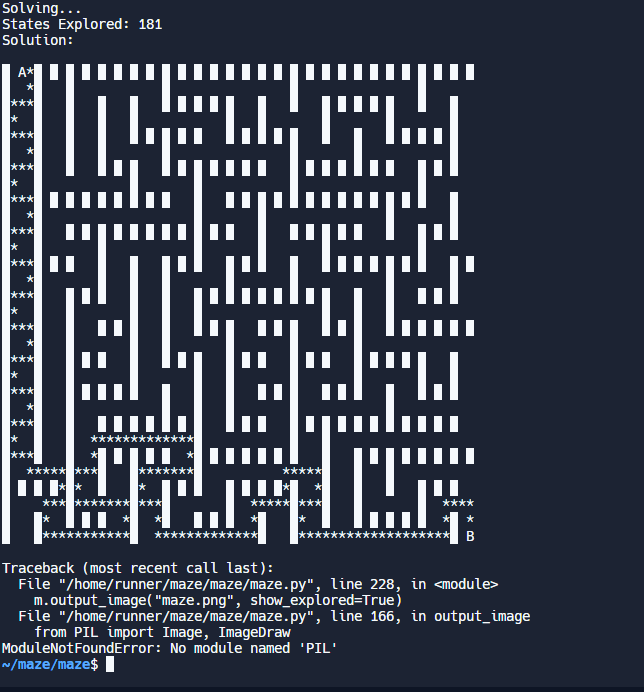 Solving...
States Explored: 181
Solution:
A*
*
***
*
***
*
***
*
***
*
***
*
***
*
***
*
***
*
***
*
***
*
***
* *************
*** * *
***** *** ******* *****
* * * * *
*** ******** *** ***** *** ****
* * * * * * *
*********** ************* ******************* B
Traceback (most recent call last):
File "/home/runner/maze/maze/maze.py", line 228, in <module>
m.output_image("maze.png", show_explored=True)
File "/home/runner/maze/maze/maze.py", line 166, in output_image
from PIL import Image, ImageDraw
ModuleNotFoundError: No module named 'PIL'
~/maze/maze$